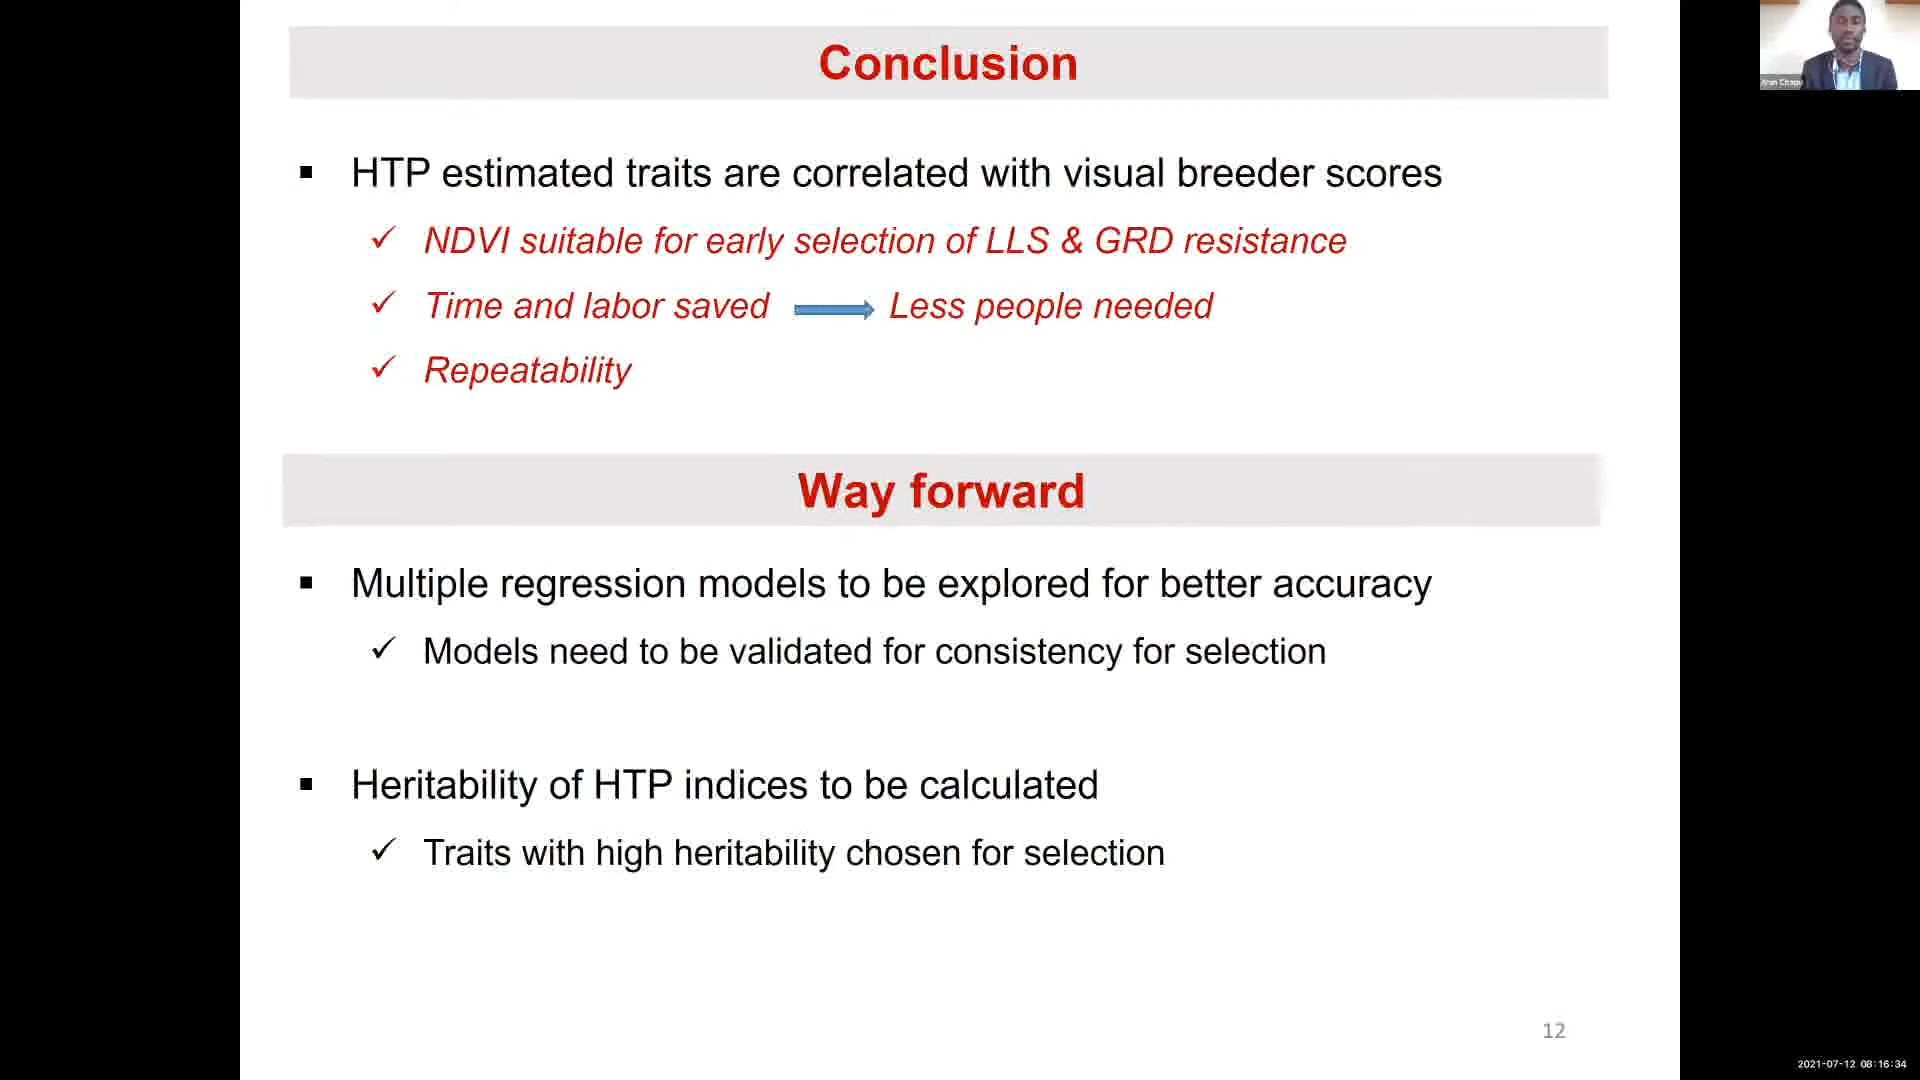 Conclusion
▪ HTP estimated traits are correlated with visual breeder scores
✓ NDVI suitable for early selection of LLS & GRD resistance
✓ Time and labor saved Less people needed
✓ Repeatability
Way forward
▪ Multiple regression models to be explored for better accuracy
✓ Models need to be validated for consistency for selection
▪ Heritability of HTP indices to be calculated
✓ Traits with high heritability chosen for selection
12
2021-07-12 08:16:34